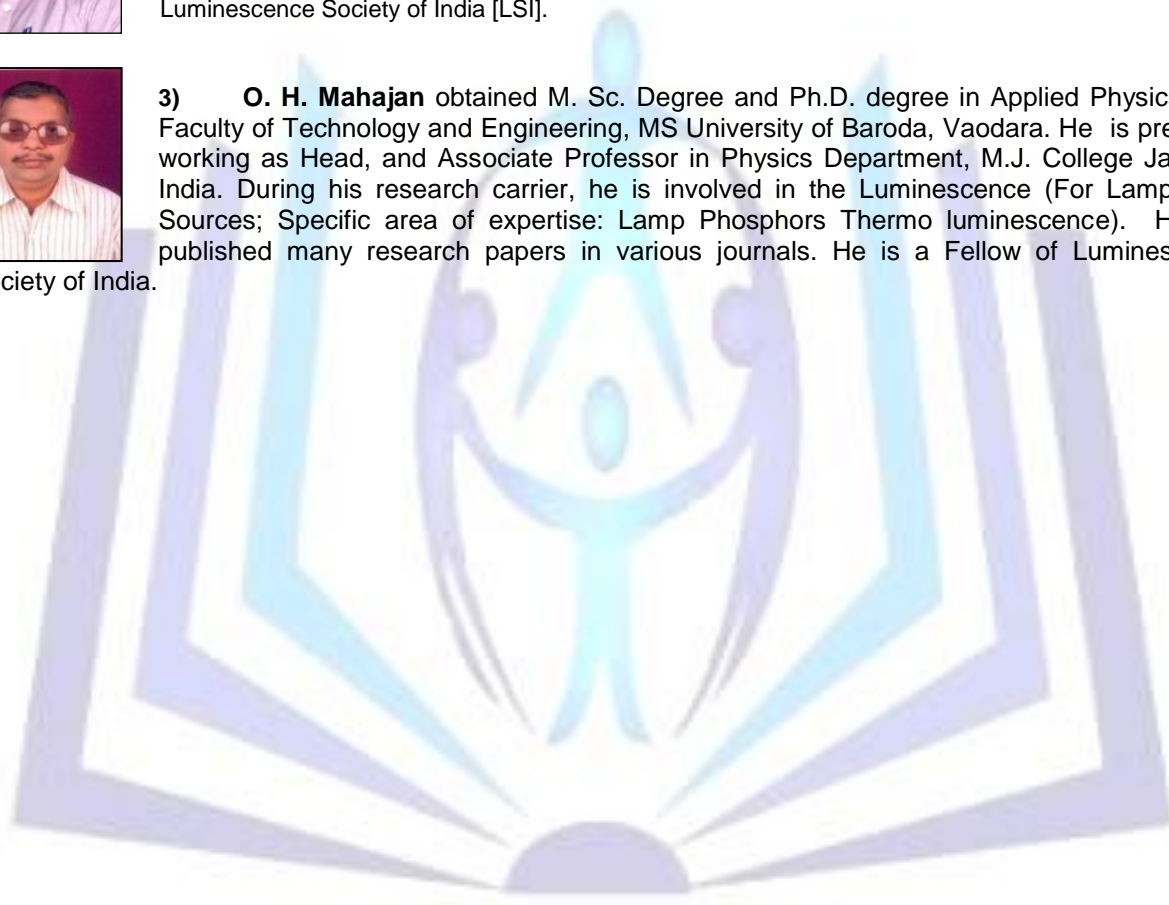 Luminescence Society of India [LSI].
3) O. H. Mahajan obtained M. Sc. Degree and Ph.D. degree in Applied Physic
Faculty of Technology and Engineering, MS University of Baroda, Vaodara. He is pre
working as Head, and Associate Professor in Physics Department, M.J. College Ja
India. During his research carrier, he is involved in the Luminescence (For Lamp
Sources; Specific area of expertise: Lamp Phosphors Thermo luminescence). H
published many research papers in various journals. He is a Fellow of Lumines
ciety of India.